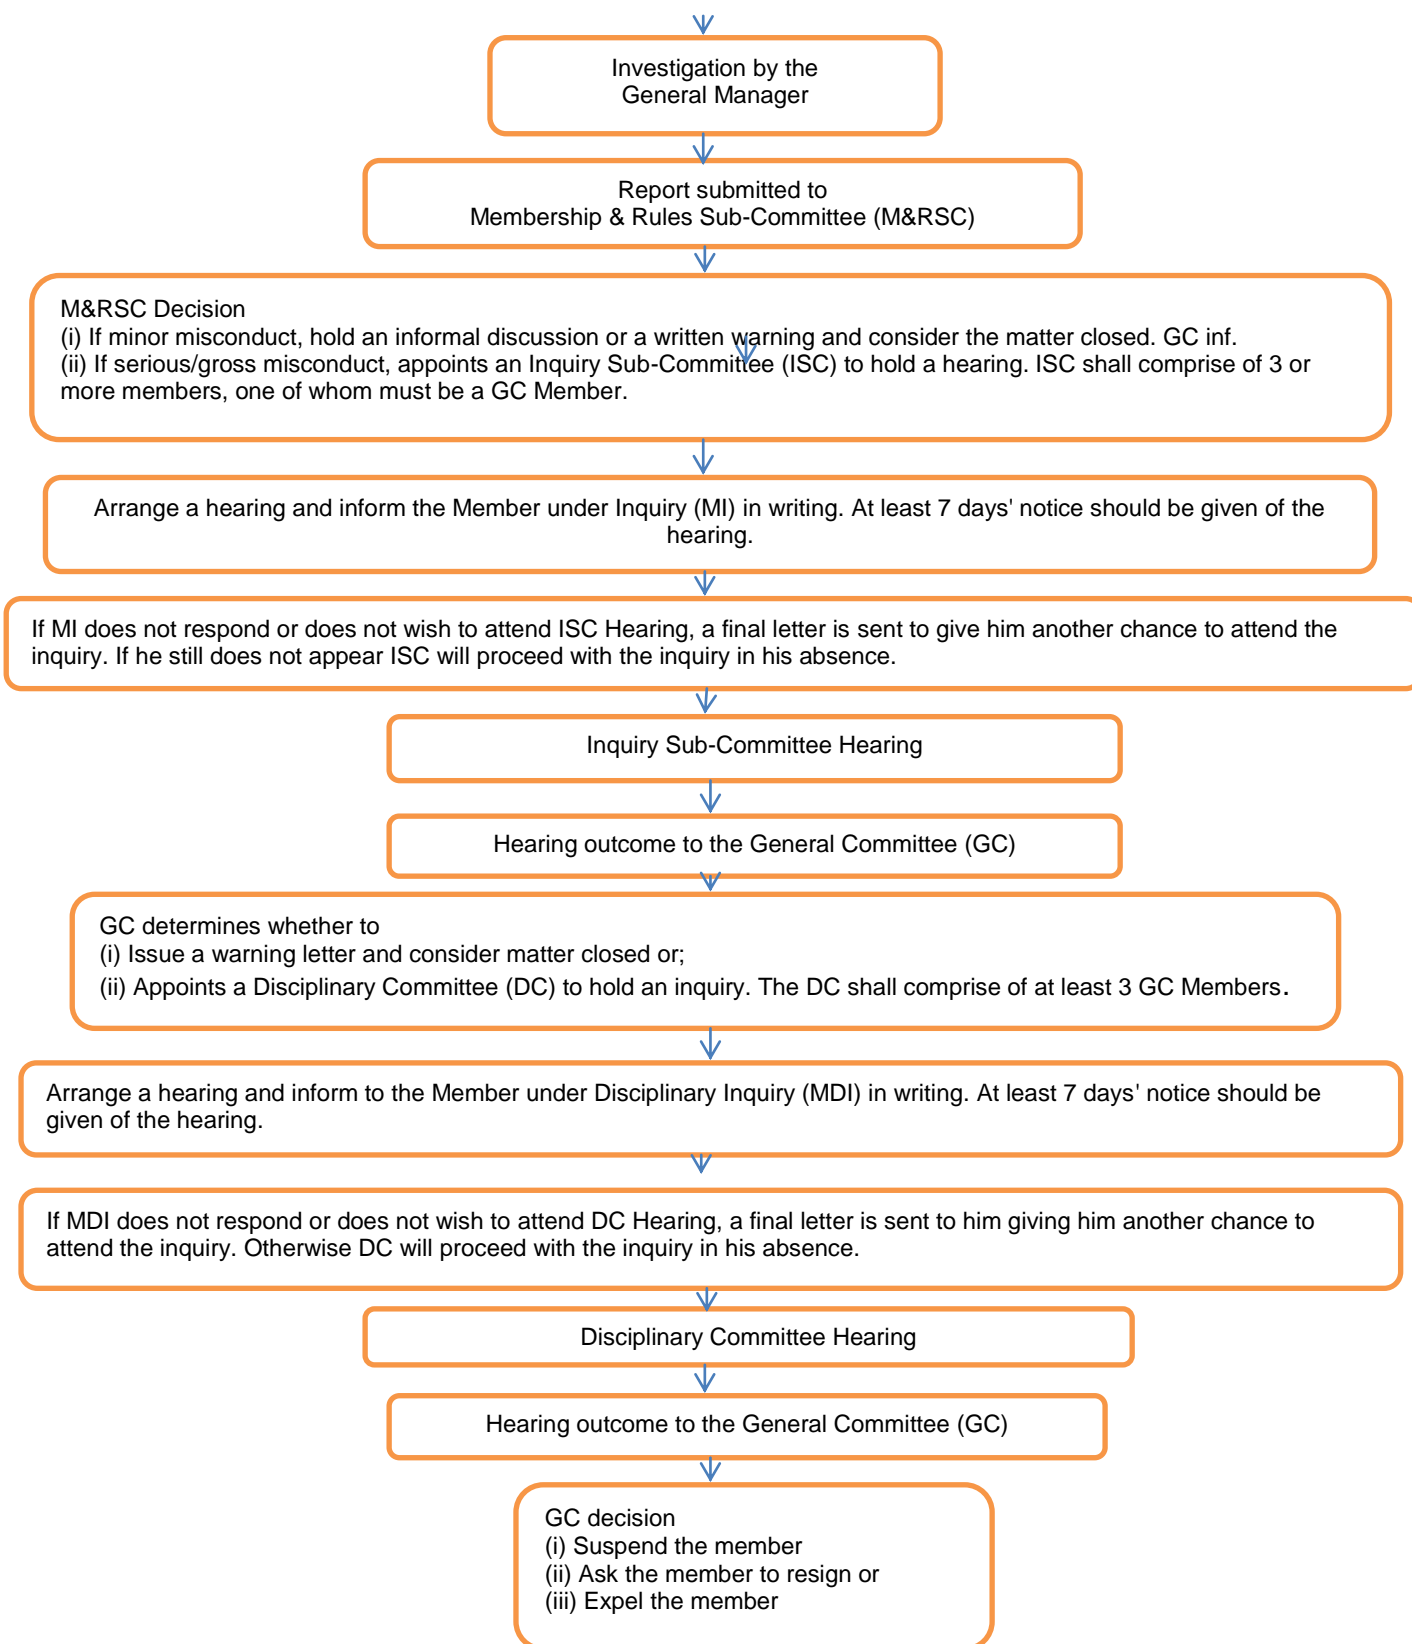 Investigation by the
General Manager
Report submitted to
Membership & Rules Sub-Committee (M&RSC)
M&RSC Decision
(i) If minor misconduct, hold an informal discussion or a written warning and consider the matter closed. GC inf.
(ii) If serious/gross misconduct, appoints an Inquiry Sub-Committee (ISC) to hold a hearing. ISC shall comprise of 3 or
more members, one of whom must be a GC Member.
Arrange a hearing and inform the Member under Inquiry (MI) in writing. At least 7 days' notice should be given of the
hearing.
If MI does not respond or does not wish to attend ISC Hearing, a final letter is sent to give him another chance to attend the
inquiry. If he still does not appear ISC will proceed with the inquiry in his absence.
Inquiry Sub-Committee Hearing
Hearing outcome to the General Committee (GC)
GC determines whether to
(i) Issue a warning letter and consider matter closed or;
(ii) Appoints a Disciplinary Committee (DC) to hold an inquiry. The DC shall comprise of at least 3 GC Members.
Arrange a hearing and inform to the Member under Disciplinary Inquiry (MDI) in writing. At least 7 days' notice should be
given of the hearing.
If MDI does not respond or does not wish to attend DC Hearing, a final letter is sent to him giving him another chance to
attend the inquiry. Otherwise DC will proceed with the inquiry in his absence.
Disciplinary Committee Hearing
Hearing outcome to the General Committee (GC)
GC decision
(i) Suspend the member
(ii) Ask the member to resign or
(iii) Expel the member